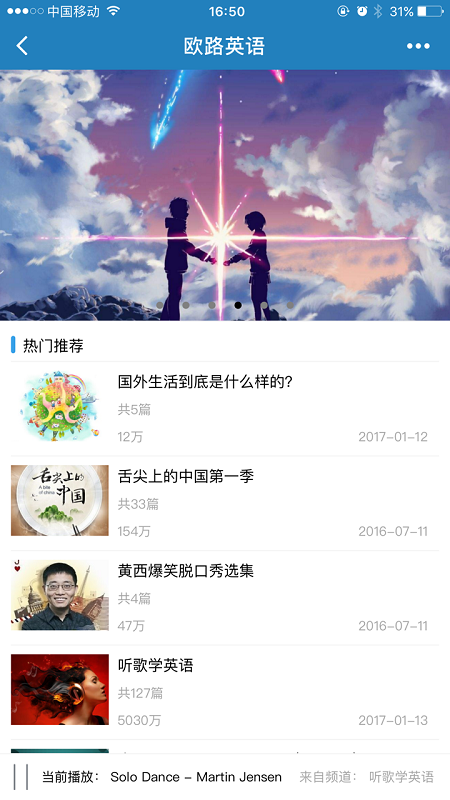 中国移动 16:50 31%
欧路英语
热门推荐
国外生活到底是什么样的?
共5篇
12万 2017-01-12
舌尖上的
中国
A bite of china
舌尖上的中国第一季
共33篇
154万 2016-07-11
J
黄西爆笑脱口秀选集
共4篇
47万 2016-07-11
听歌学英语
共127篇
5030万 2017-01-13
当前播放: Solo Dance - Martin Jensen 来自频道: 听歌学英语